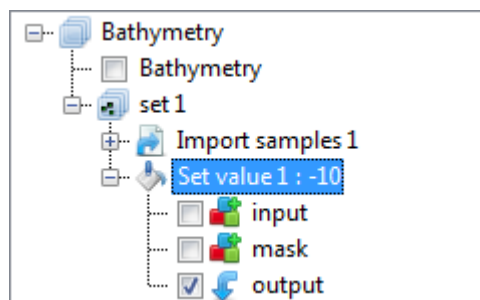 Bathymetry
Bathymetry
set 1
Import samples 1
Set value 1 : -10
input
mask
output